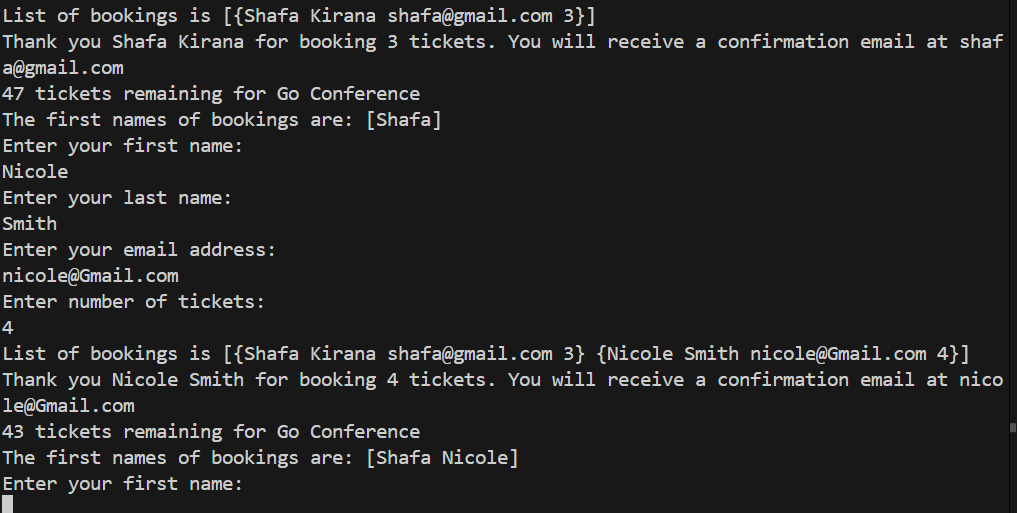 List of bookings is [{Shafa Kirana shafa@gmail.com 3}]
Thank you Shafa Kirana for booking 3 tickets. You will receive a confirmation email at shaf
a@gmail.com
47 tickets remaining for Go Conference
The first names of bookings are: [Shafa]
Enter your first name:
Nicole
Enter your last name:
Smith
Enter your email address:
nicole@Gmail.com
Enter number of tickets:
4
List of bookings is [{Shafa Kirana shafa@gmail.com 3} {Nicole Smith nicole@Gmail.com 4}]
Thank you Nicole Smith for booking 4 tickets. You will receive a confirmation email at nico
le@Gmail.com
43 tickets remaining for Go Conference
The first names of bookings are: [Shafa Nicole]
Enter your first name: